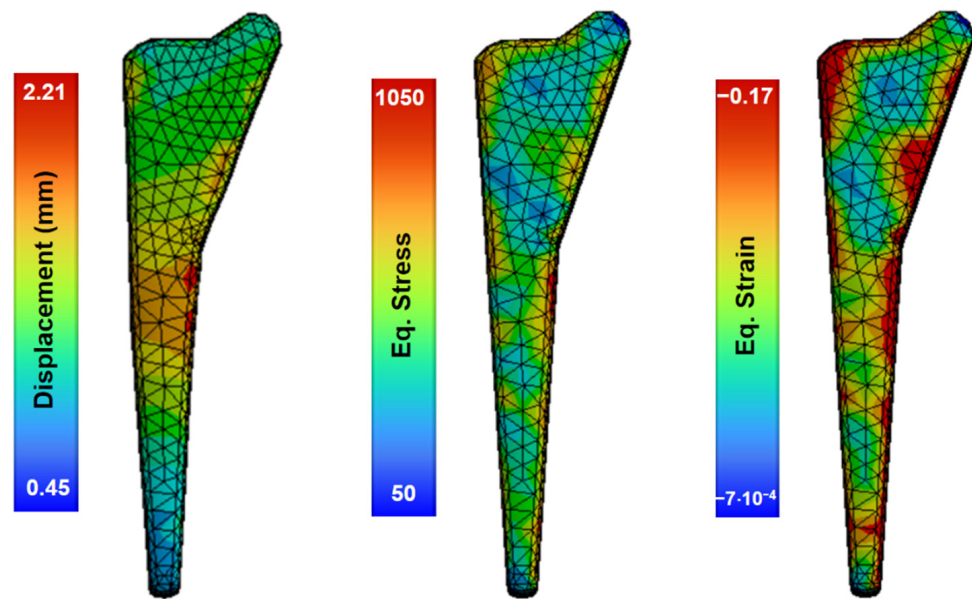 2.21
Displacement (mm)
0.45
1050
Eq. Stress
50
−0.17
Eq. Strain
−7·10⁻⁴